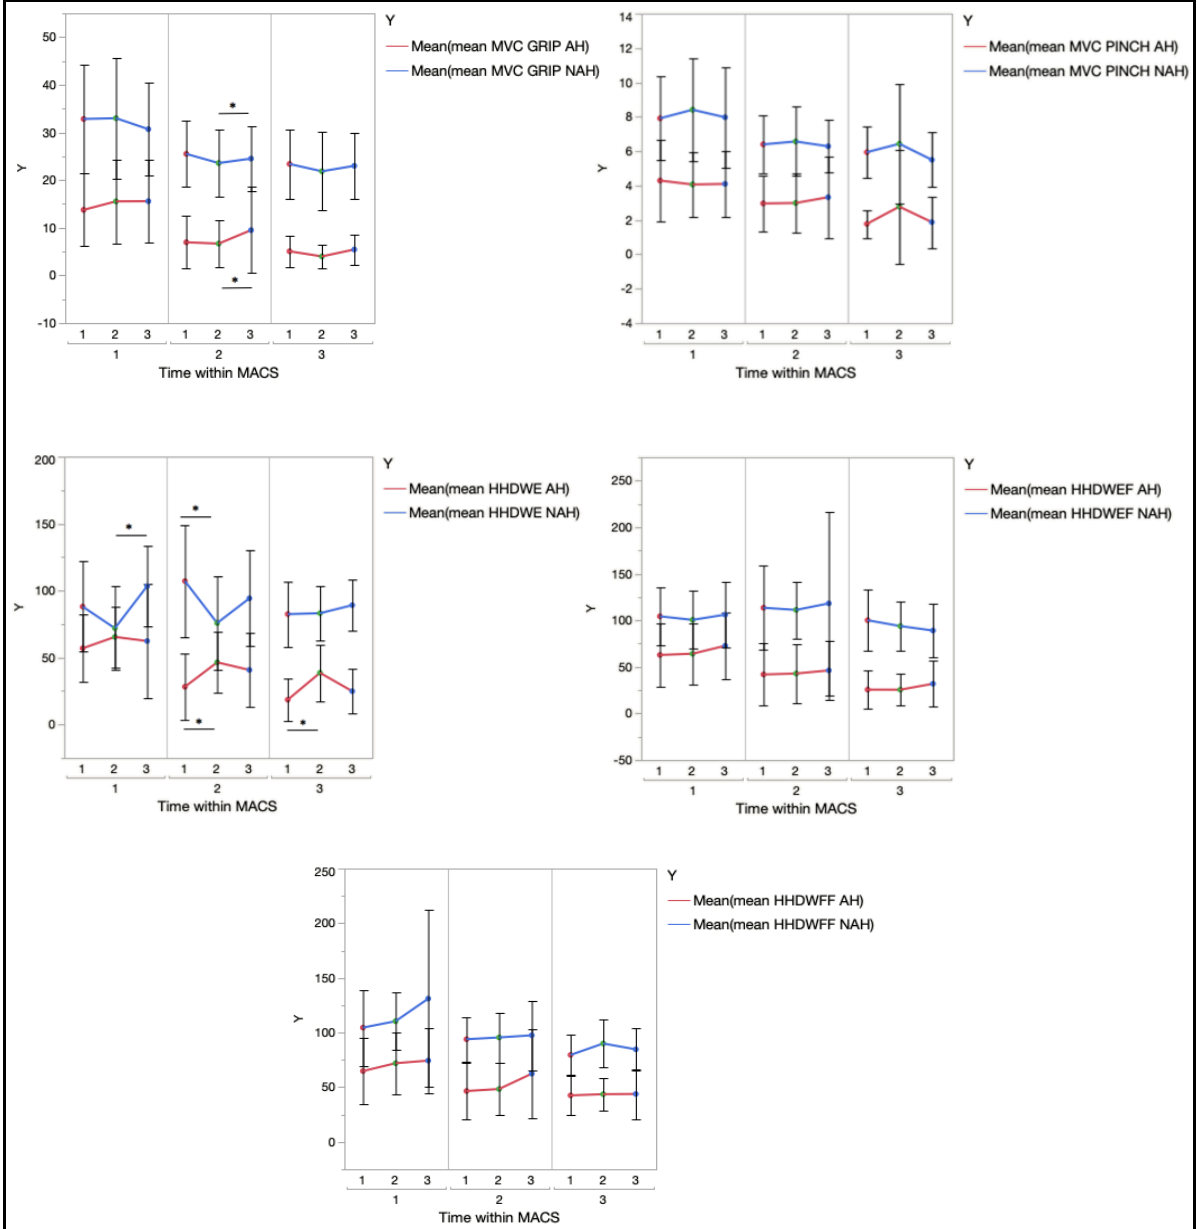 Y
Mean(mean MVC GRIP AH)
Mean(mean MVC GRIP NAH)
50
40
30
20
10
0
-10
Y
*
*
1 2 3 1 2 3 1 2 3
1 2 3
Time within MACS
Y
Mean(mean MVC PINCH AH)
Mean(mean MVC PINCH NAH)
14
12
10
8
6
4
2
0
-2
-4
Y
1 2 3 1 2 3 1 2 3
1 2 3
Time within MACS
Y
Mean(mean HHDWE AH)
Mean(mean HHDWE NAH)
200
150
100
50
0
Y
*
*
*
*
1 2 3 1 2 3 1 2 3
1 2 3
Time within MACS
Y
Mean(mean HHDWEF AH)
Mean(mean HHDWEF NAH)
250
200
150
100
50
0
-50
Y
1 2 3 1 2 3 1 2 3
1 2 3
Time within MACS
Y
Mean(mean HHDWFF AH)
Mean(mean HHDWFF NAH)
250
200
150
100
50
0
Y
1 2 3 1 2 3 1 2 3
1 2 3
Time within MACS